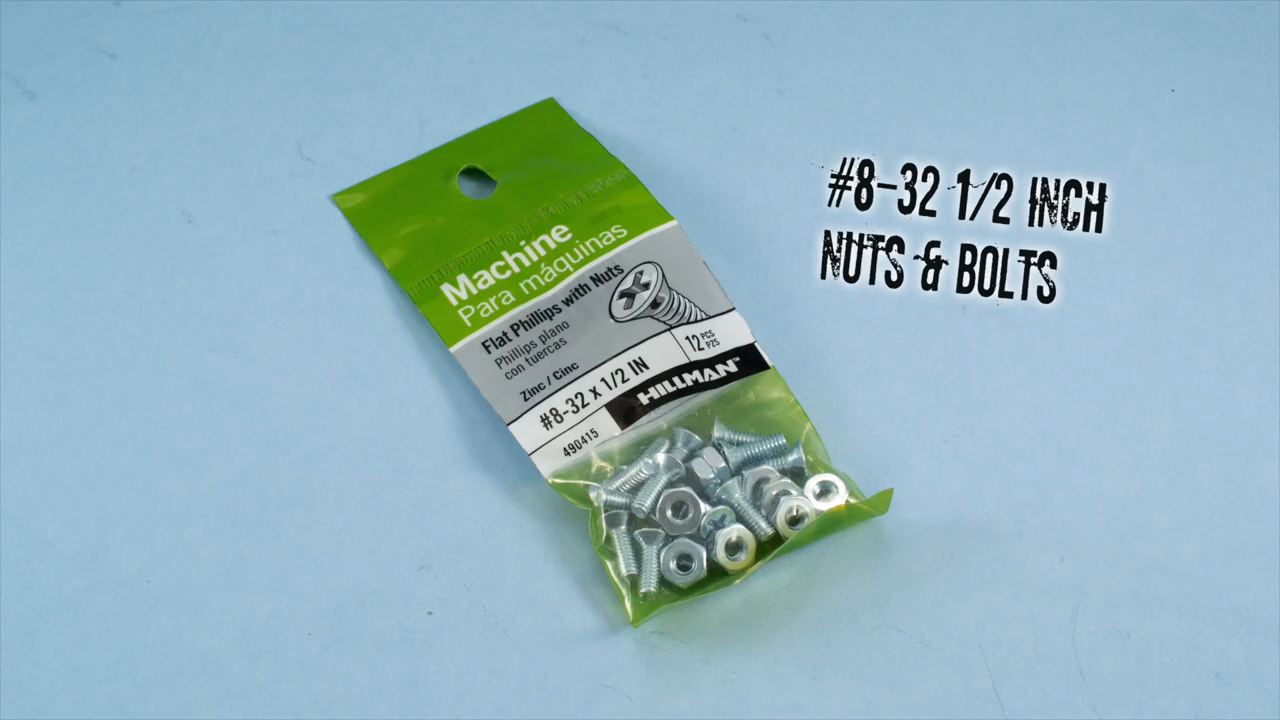 Machine
Para máquinas
Flat Phillips with Nuts
Phillips plano
con tuercas
Zinc / Cinc
#8-32 x 1/2 IN
12 PCS
PZS
490415
HILLMAN™
#8-32 1/2 INCH
NUTS & BOLTS